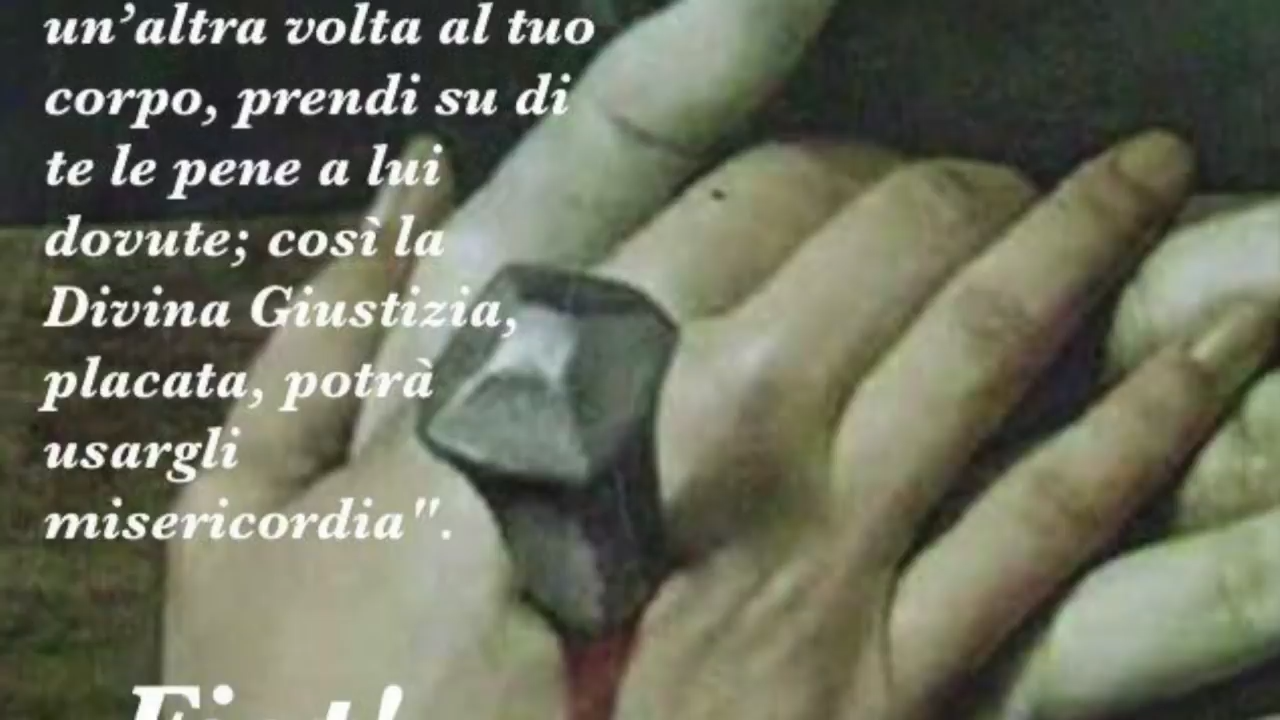 un’altra volta al tuo
corpo, prendi su di
te le pene a lui
dovute; così la
Divina Giustizia,
placata, potrà
usargli
misericordia".
Fiat!